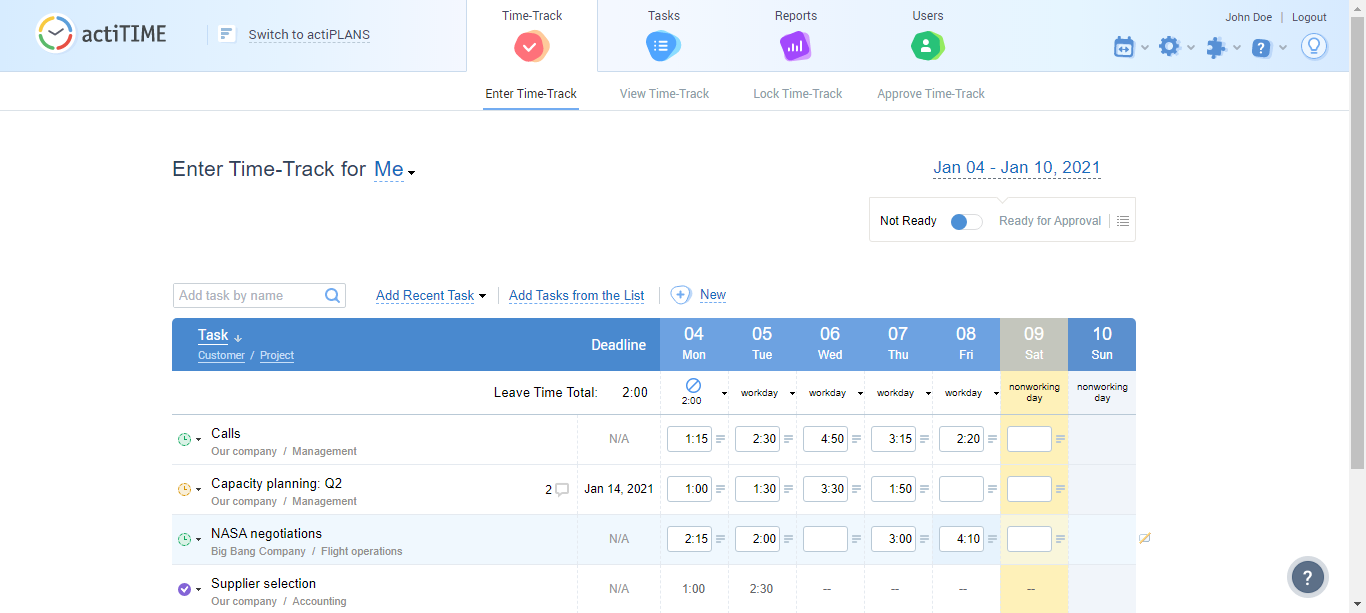 actiTIME
Switch to actiPLANS
Time-Track Tasks Reports Users
John Doe | Logout
Enter Time-Track View Time-Track Lock Time-Track Approve Time-Track
Enter Time-Track for Me
Jan 04 - Jan 10, 2021
Not Ready Ready for Approval
Add task by name Add Recent Task Add Tasks from the List New
Task ↓ Deadline 04 05 06 07 08 09 10
Customer / Project Mon Tue Wed Thu Fri Sat Sun
Leave Time Total: 2:00 2:00 workday workday workday workday nonworking day nonworking day
Calls N/A 1:15 2:30 4:50 3:15 2:20
Our company / Management
Capacity planning: Q2 2 Jan 14, 2021 1:00 1:30 3:30 1:50
Our company / Management
NASA negotiations N/A 2:15 2:00 3:00 4:10
Big Bang Company / Flight operations
Supplier selection N/A 1:00 2:30 -- -- -- --
Our company / Accounting
?